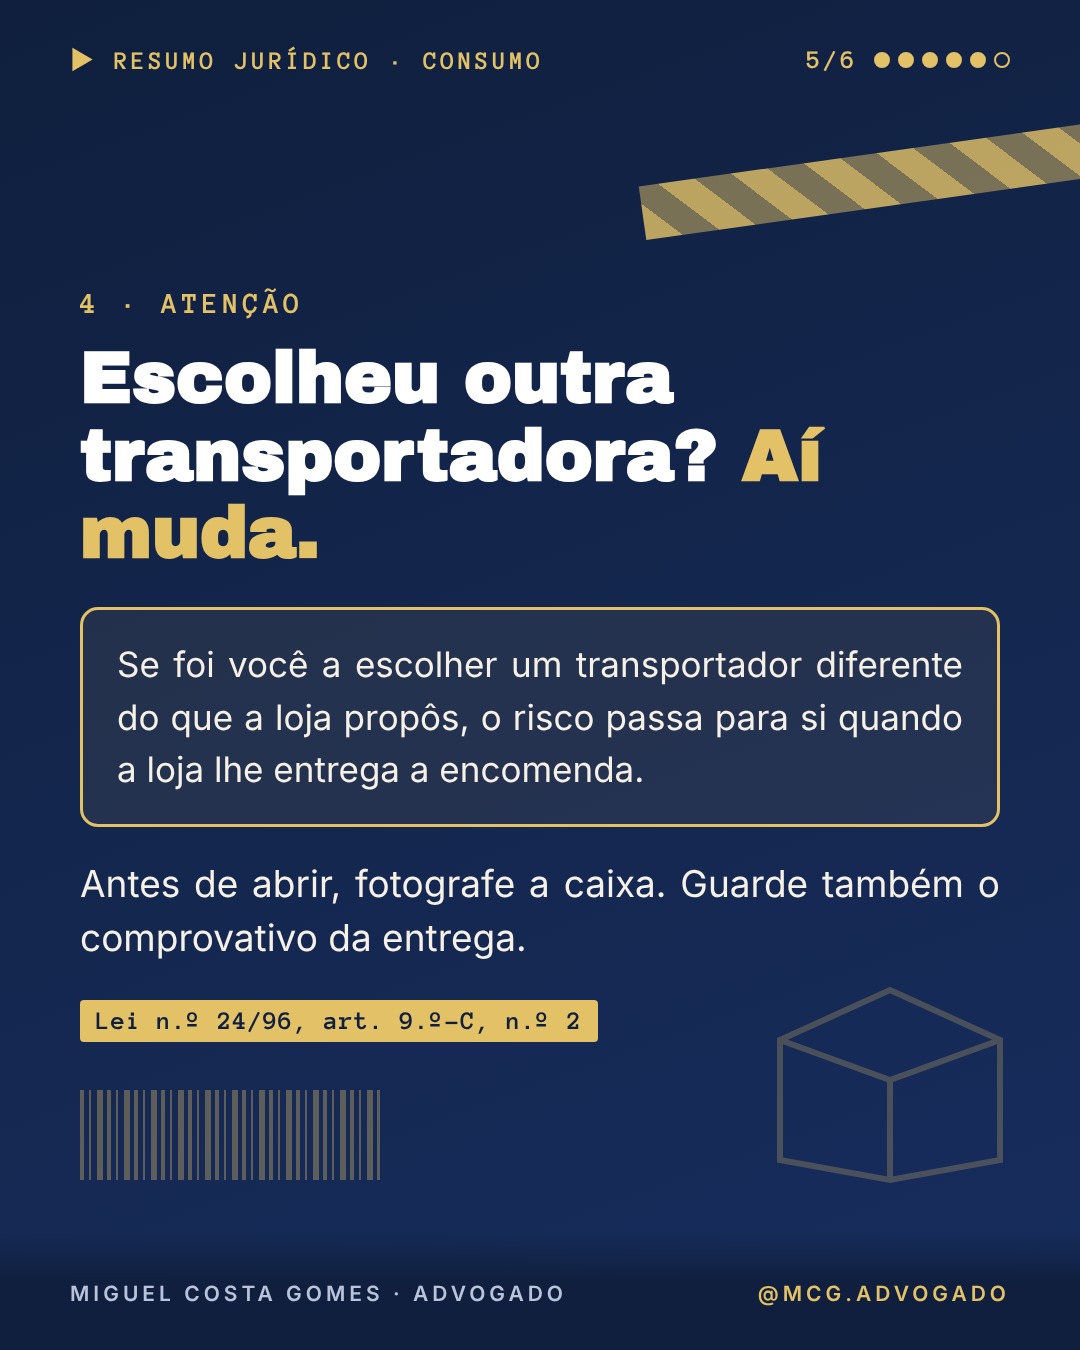 RESUMO JURÍDICO · CONSUMO
5/6
4 · ATENÇÃO
Escolheu outra
transportadora? Aí
muda.
Se foi você a escolher um transportador diferente
do que a loja propôs, o risco passa para si quando
a loja lhe entrega a encomenda.
Antes de abrir, fotografe a caixa. Guarde também o
comprovativo da entrega.
Lei n.º 24/96, art. 9.º-C, n.º 2
MIGUEL COSTA GOMES · ADVOGADO
@MCG.ADVOGADO